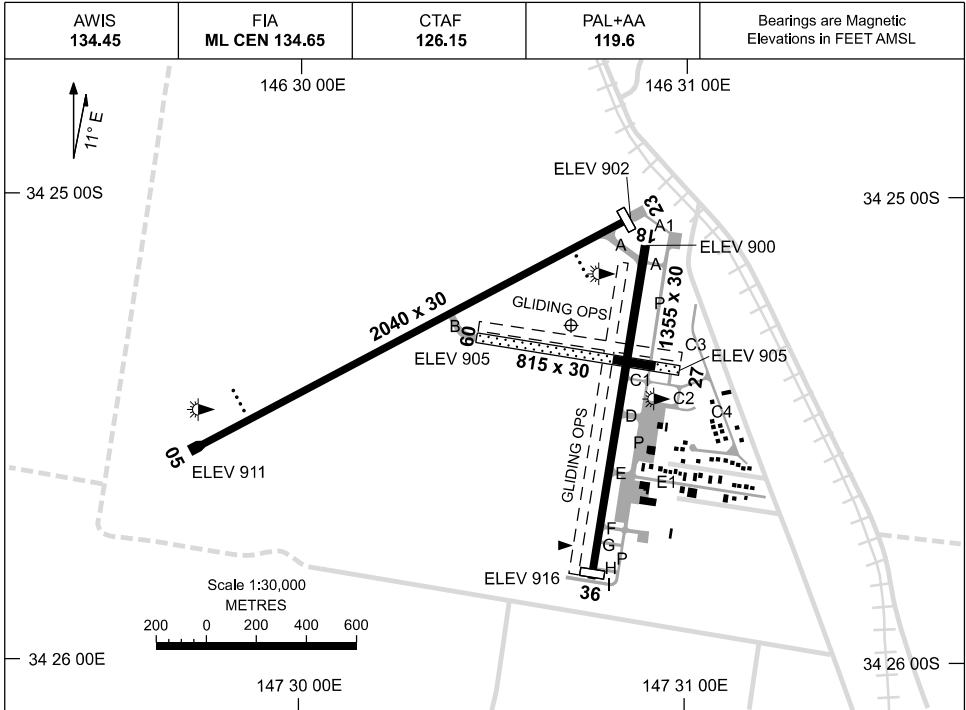 AWIS
134.45
FIA
ML CEN 134.65
CTAF
126.15
PAL+AA
119.6
Bearings are Magnetic
Elevations in FEET AMSL
146 30 00E
146 31 00E
11° E
34 25 00S
34 25 00S
ELEV 902
23
A1
18
ELEV 900
A
A
P
1355 x 30
GLIDING OPS
2040 x 30
B
09
C3
ELEV 905
ELEV 905
815 x 30
27
C1
C2
C4
D
GLIDING OPS
P
05
ELEV 911
E
E1
F
G
P
H
I
ELEV 916
36
Scale 1:30,000
METRES
200 0 200 400 600
34 26 00E
34 26 00S
147 30 00E
147 31 00E